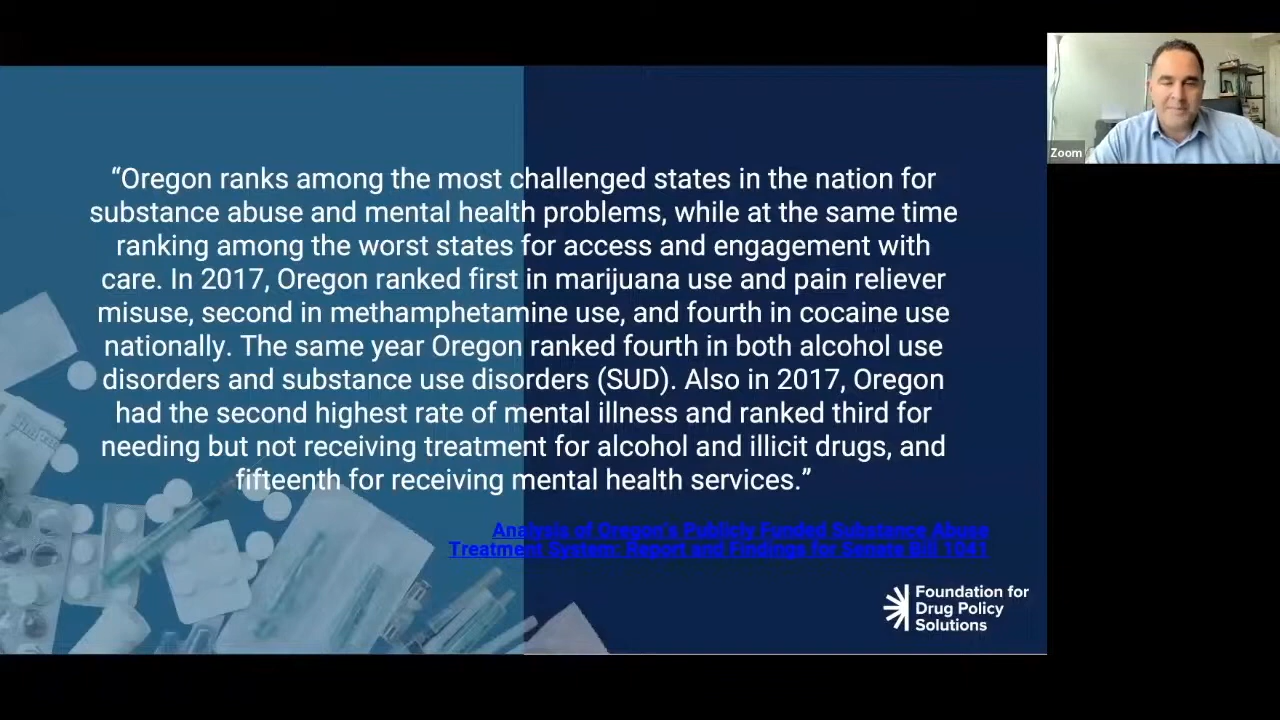 “Oregon ranks among the most challenged states in the nation for
substance abuse and mental health problems, while at the same time
ranking among the worst states for access and engagement with
care. In 2017, Oregon ranked first in marijuana use and pain reliever
misuse, second in methamphetamine use, and fourth in cocaine use
nationally. The same year Oregon ranked fourth in both alcohol use
disorders and substance use disorders (SUD). Also in 2017, Oregon
had the second highest rate of mental illness and ranked third for
needing but not receiving treatment for alcohol and illicit drugs, and
fifteenth for receiving mental health services.”
Analysis of Oregon's Publicly Funded Substance Abuse
Treatment System: Report and Findings for Senate Bill 1041
Foundation for
Drug Policy
Solutions
Zoom